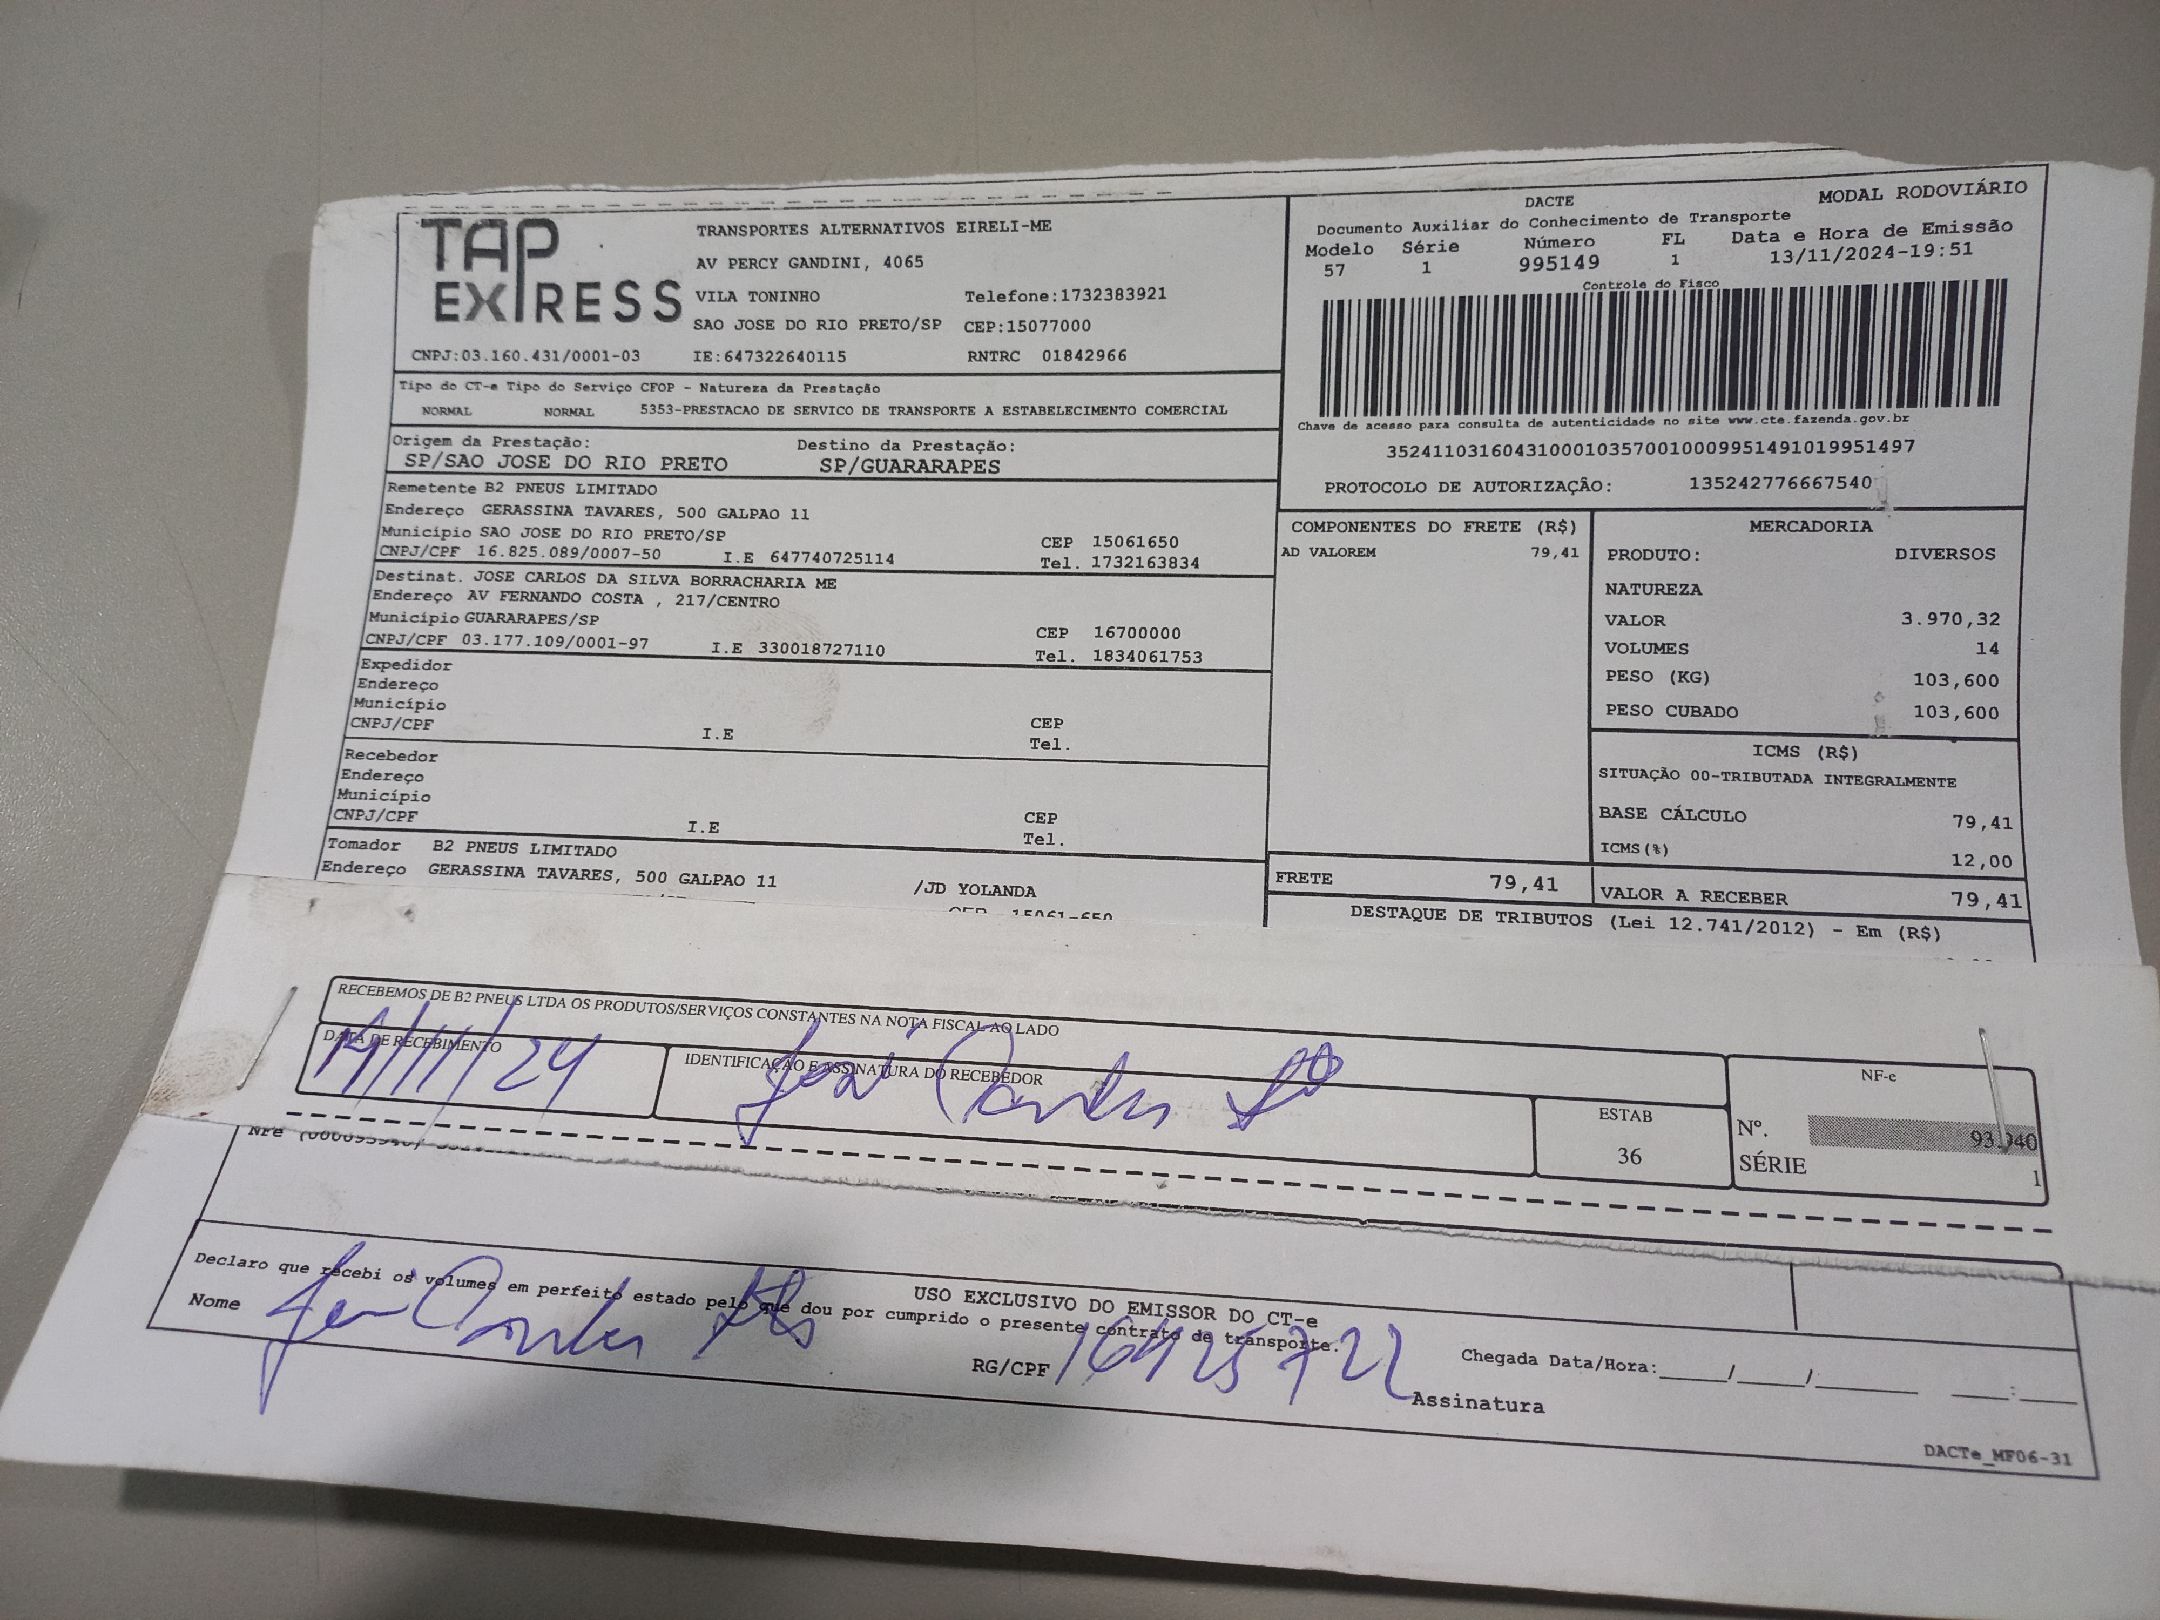 TAP EXPRESS
TRANSPORTES ALTERNATIVOS EIRELI-ME
AV PERCY GANDINI, 4065
VILA TONINHO Telefone:1732383921
SAO JOSE DO RIO PRETO/SP CEP:15077000
CNPJ:03.160.431/0001-03 IE:647322640115 RNTRC 01842966
DACTE MODAL RODOVIÁRIO
Documento Auxiliar do Conhecimento de Transporte
Modelo Série Número FL Data e Hora de Emissão
57 1 995149 1 13/11/2024-19:51
Controle do Fisco
Chave de acesso para consulta de autenticidade no site www.cte.fazenda.gov.br
35241103160431000103570010009951491019951497
PROTOCOLO DE AUTORIZAÇÃO: 135242776667540
Tipo do CT-e Tipo do Serviço CFOP - Natureza da Prestação
NORMAL NORMAL 5353-PRESTACAO DE SERVICO DE TRANSPORTE A ESTABELECIMENTO COMERCIAL
Origem da Prestação: Destino da Prestação:
SP/SAO JOSE DO RIO PRETO SP/GUARARAPES
Remetente B2 PNEUS LIMITADO
Endereço GERASSINA TAVARES, 500 GALPAO 11
Município SAO JOSE DO RIO PRETO/SP CEP 15061650
CNPJ/CPF 16.825.089/0007-50 I.E 647740725114 Tel. 1732163834
Destinat. JOSE CARLOS DA SILVA BORRACHARIA ME
Endereço AV FERNANDO COSTA , 217/CENTRO
Município GUARARAPES/SP CEP 16700000
CNPJ/CPF 03.177.109/0001-97 I.E 330018727110 Tel. 1834061753
Expedidor
Endereço
Município CEP
CNPJ/CPF I.E Tel.
Recebedor
Endereço
Município CEP
CNPJ/CPF I.E Tel.
Tomador B2 PNEUS LIMITADO
Endereço GERASSINA TAVARES, 500 GALPAO 11 /JD YOLANDA
CEP 15061-650
COMPONENTES DO FRETE (R$)
AD VALOREM 79,41
FRETE 79,41
MERCADORIA
PRODUTO: DIVERSOS
NATUREZA
VALOR 3.970,32
VOLUMES 14
PESO (KG) 103,600
PESO CUBADO 103,600
ICMS (R$)
SITUAÇÃO 00-TRIBUTADA INTEGRALMENTE
BASE CÁLCULO 79,41
ICMS(%) 12,00
VALOR A RECEBER 79,41
DESTAQUE DE TRIBUTOS (Lei 12.741/2012) - Em (R$)
RECEBEMOS DE B2 PNEUS LTDA OS PRODUTOS/SERVIÇOS CONSTANTES NA NOTA FISCAL AO LADO
DATA DE RECEBIMENTO
14/11/24
IDENTIFICAÇÃO E ASSINATURA DO RECEBEDOR
José Carlos
ESTAB
36
NF-e
Nº.
SÉRIE 1
USO EXCLUSIVO DO EMISSOR DO CT-e
Declaro que recebi os volumes em perfeito estado pelo que dou por cumprido o presente contrato de transporte.
Nome José Carlos
RG/CPF
Assinatura
Chegada Data/Hora:____/____/______ ____:____
DACTe_MF06-31